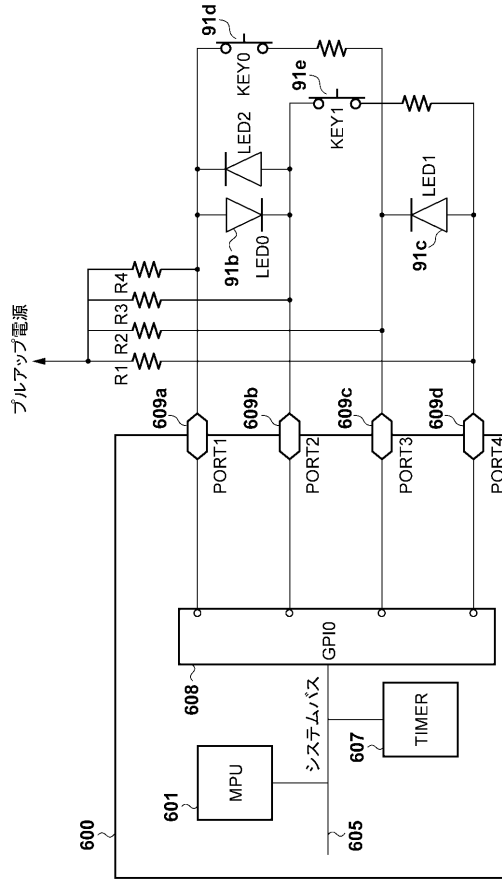 プルアップ電源
R1
R2
R3
R4
600
601
MPU
605
システムバス
607
TIMER
608
GPI0
609a
PORT1
609b
PORT2
609c
PORT3
609d
PORT4
91b
LED0
LED2
91d
KEY0
91e
KEY1
91c
LED1